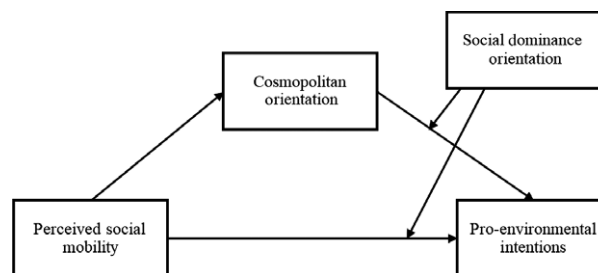 Social dominance
orientation
Cosmopolitan
orientation
Perceived social
mobility
Pro-environmental
intentions